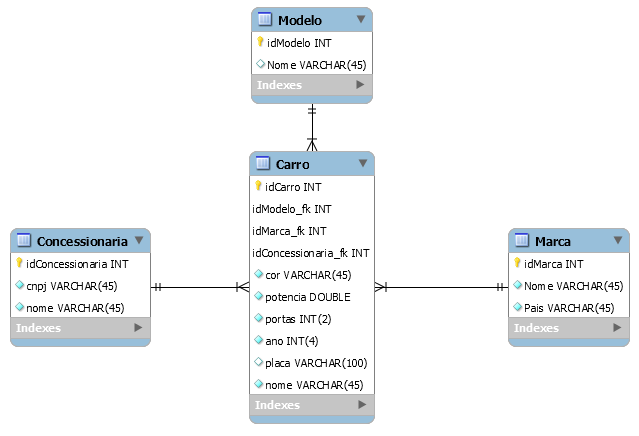 Modelo
idModelo INT
Nome VARCHAR(45)
Indexes
Carro
idCarro INT
idModelo_fk INT
idMarca_fk INT
idConcessionaria_fk INT
cor VARCHAR(45)
potencia DOUBLE
portas INT(2)
ano INT(4)
placa VARCHAR(100)
nome VARCHAR(45)
Indexes
Concessionaria
idConcessionaria INT
cnpj VARCHAR(45)
nome VARCHAR(45)
Indexes
Marca
idMarca INT
Nome VARCHAR(45)
Pais VARCHAR(45)
Indexes